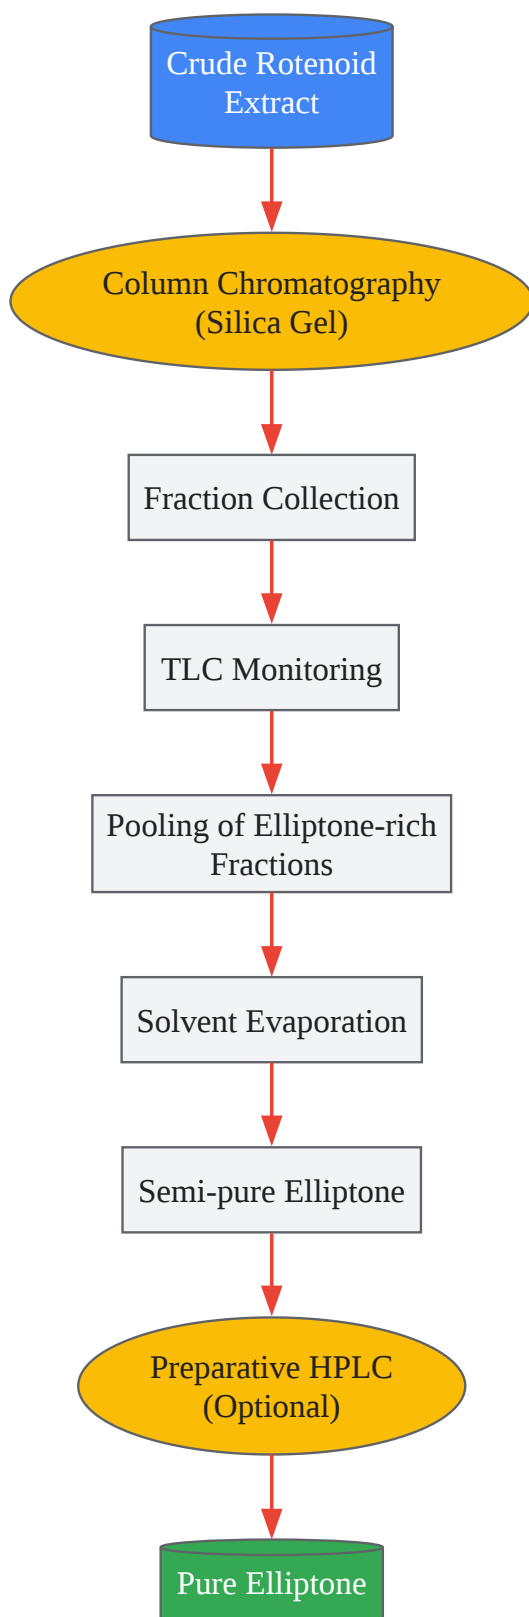 Crude Rotenoid
Extract
Column Chromatography
(Silica Gel)
Fraction Collection
TLC Monitoring
Pooling of Elliptone-rich
Fractions
Solvent Evaporation
Semi-pure Elliptone
Preparative HPLC
(Optional)
Pure Elliptone